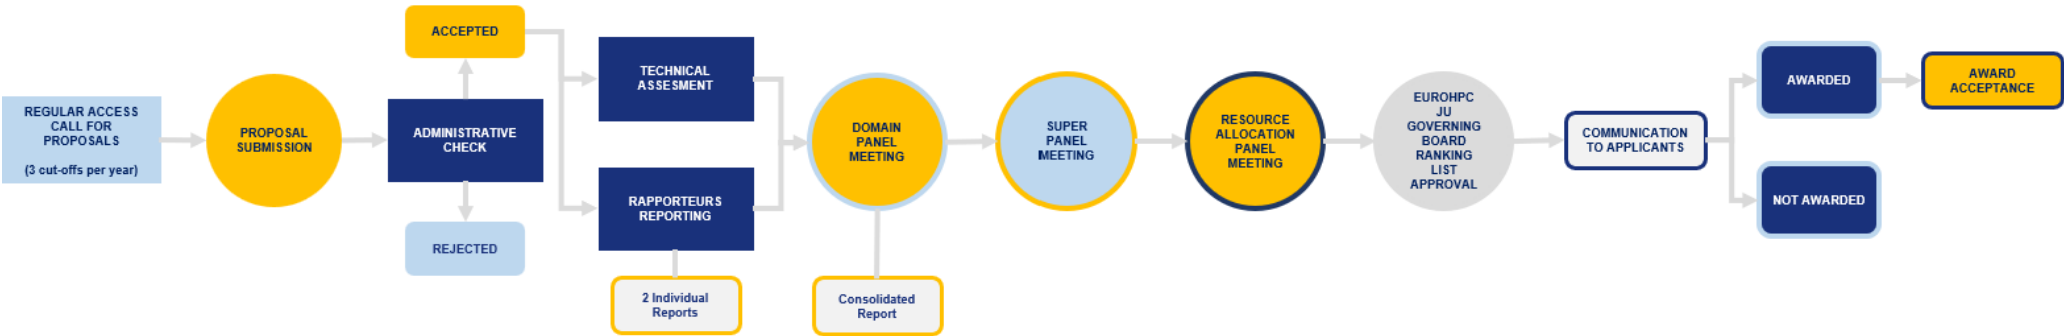 REGULAR ACCESS
CALL FOR
PROPOSALS
(3 cut-offs per year)
PROPOSAL
SUBMISSION
ACCEPTED
ADMINISTRATIVE
CHECK
REJECTED
TECHNICAL
ASSESMENT
RAPPORTEURS
REPORTING
2 Individual
Reports
DOMAIN
PANEL
MEETING
Consolidated
Report
SUPER
PANEL
MEETING
RESOURCE
ALLOCATION
PANEL
MEETING
EUROHPC
JU
GOVERNING
BOARD
RANKING
LIST
APPROVAL
COMMUNICATION
TO APPLICANTS
AWARDED
NOT AWARDED
AWARD
ACCEPTANCE